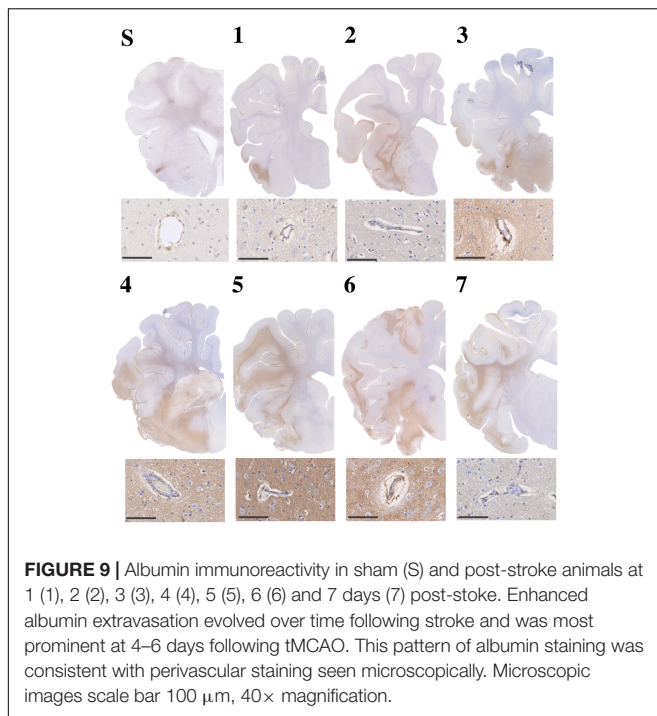 S 1 2 3
4 5 6 7
FIGURE 9 | Albumin immunoreactivity in sham (S) and post-stroke animals at
1 (1), 2 (2), 3 (3), 4 (4), 5 (5), 6 (6) and 7 days (7) post-stoke. Enhanced
albumin extravasation evolved over time following stroke and was most
prominent at 4–6 days following tMCAO. This pattern of albumin staining was
consistent with perivascular staining seen microscopically. Microscopic
images scale bar 100 μm, 40× magnification.